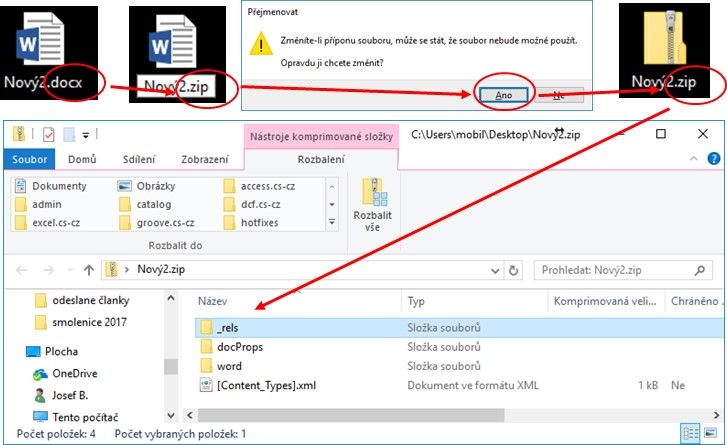 Nový2.docx
Nový2.zip
Přejmenovat
Změníte-li příponu souboru, může se stát, že soubor nebude možné použít.
Opravdu ji chcete změnit?
Ano
Ne
Nový2.zip
Nástroje komprimované složky
C:\Users\mobil\Desktop\Nový2.zip
Soubor
Domů
Sdílení
Zobrazení
Rozbalení
Dokumenty
Obrázky
access.cs-cz
admin
catalog
dcf.cs-cz
excel.cs-cz
groove.cs-cz
hotfixes
Rozbalit do
Rozbalit
vše
Nový2.zip
Prohledat: Nový2.zip
odeslane članky
smolenice 2017
Plocha
OneDrive
Josef B.
Tento počítač
Název
Typ
Komprimovaná veli...
Chráněno ...
_rels
Složka souborů
docProps
Složka souborů
word
Složka souborů
[Content_Types].xml
Dokument ve formátu XML
1 kB
Ne
Počet položek: 4
Počet vybraných položek: 1